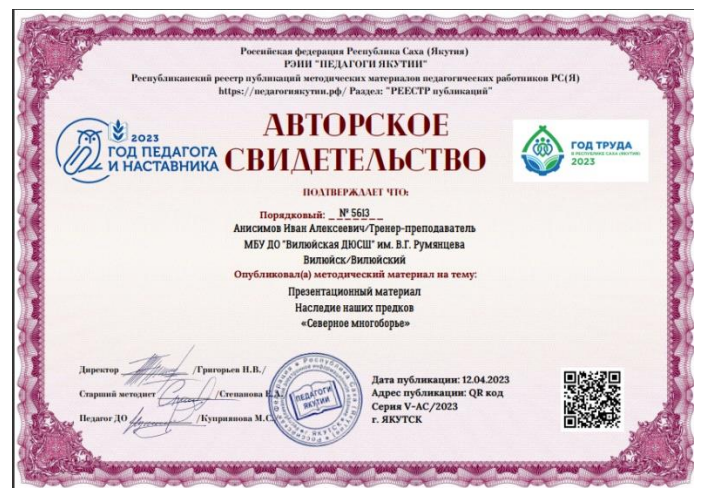 Российская федерация Республика Саха (Якутия)
РЭИИ "ПЕДАГОГИ ЯКУТИИ"
Республиканский реестр публикаций методических материалов педагогических работников РС(Я)
https://педагогиякутии.рф/ Раздел: "РЕЕСТР публикаций"
2023
ГОД ПЕДАГОГА
И НАСТАВНИКА
АВТОРСКОЕ
СВИДЕТЕЛЬСТВО
ГОД ТРУДА
В РЕСПУБЛИКЕ САХА (ЯКУТИЯ)
2023
ПОДТВЕРЖДАЕТ ЧТО:
Порядковый: № 5613
Анисимов Иван Алексеевич/Тренер-преподаватель
МБУ ДО "Вилюйская ДЮСШ" им. В.Г. Румянцева
Вилюйск/Вилюйский
Опубликовал(а) методический материал на тему:
Презентационный материал
Наследие наших предков
«Северное многоборье»
Директор /Григорьев Н.В./
Старший методист /Степанова
Педагог ДО /Куприянова М.С.
ПЕДАГОГИ
ЯКУТИИ
Дата публикации: 12.04.2023
Адрес публикации: QR код
Серия V-АС/2023
г. ЯКУТСК